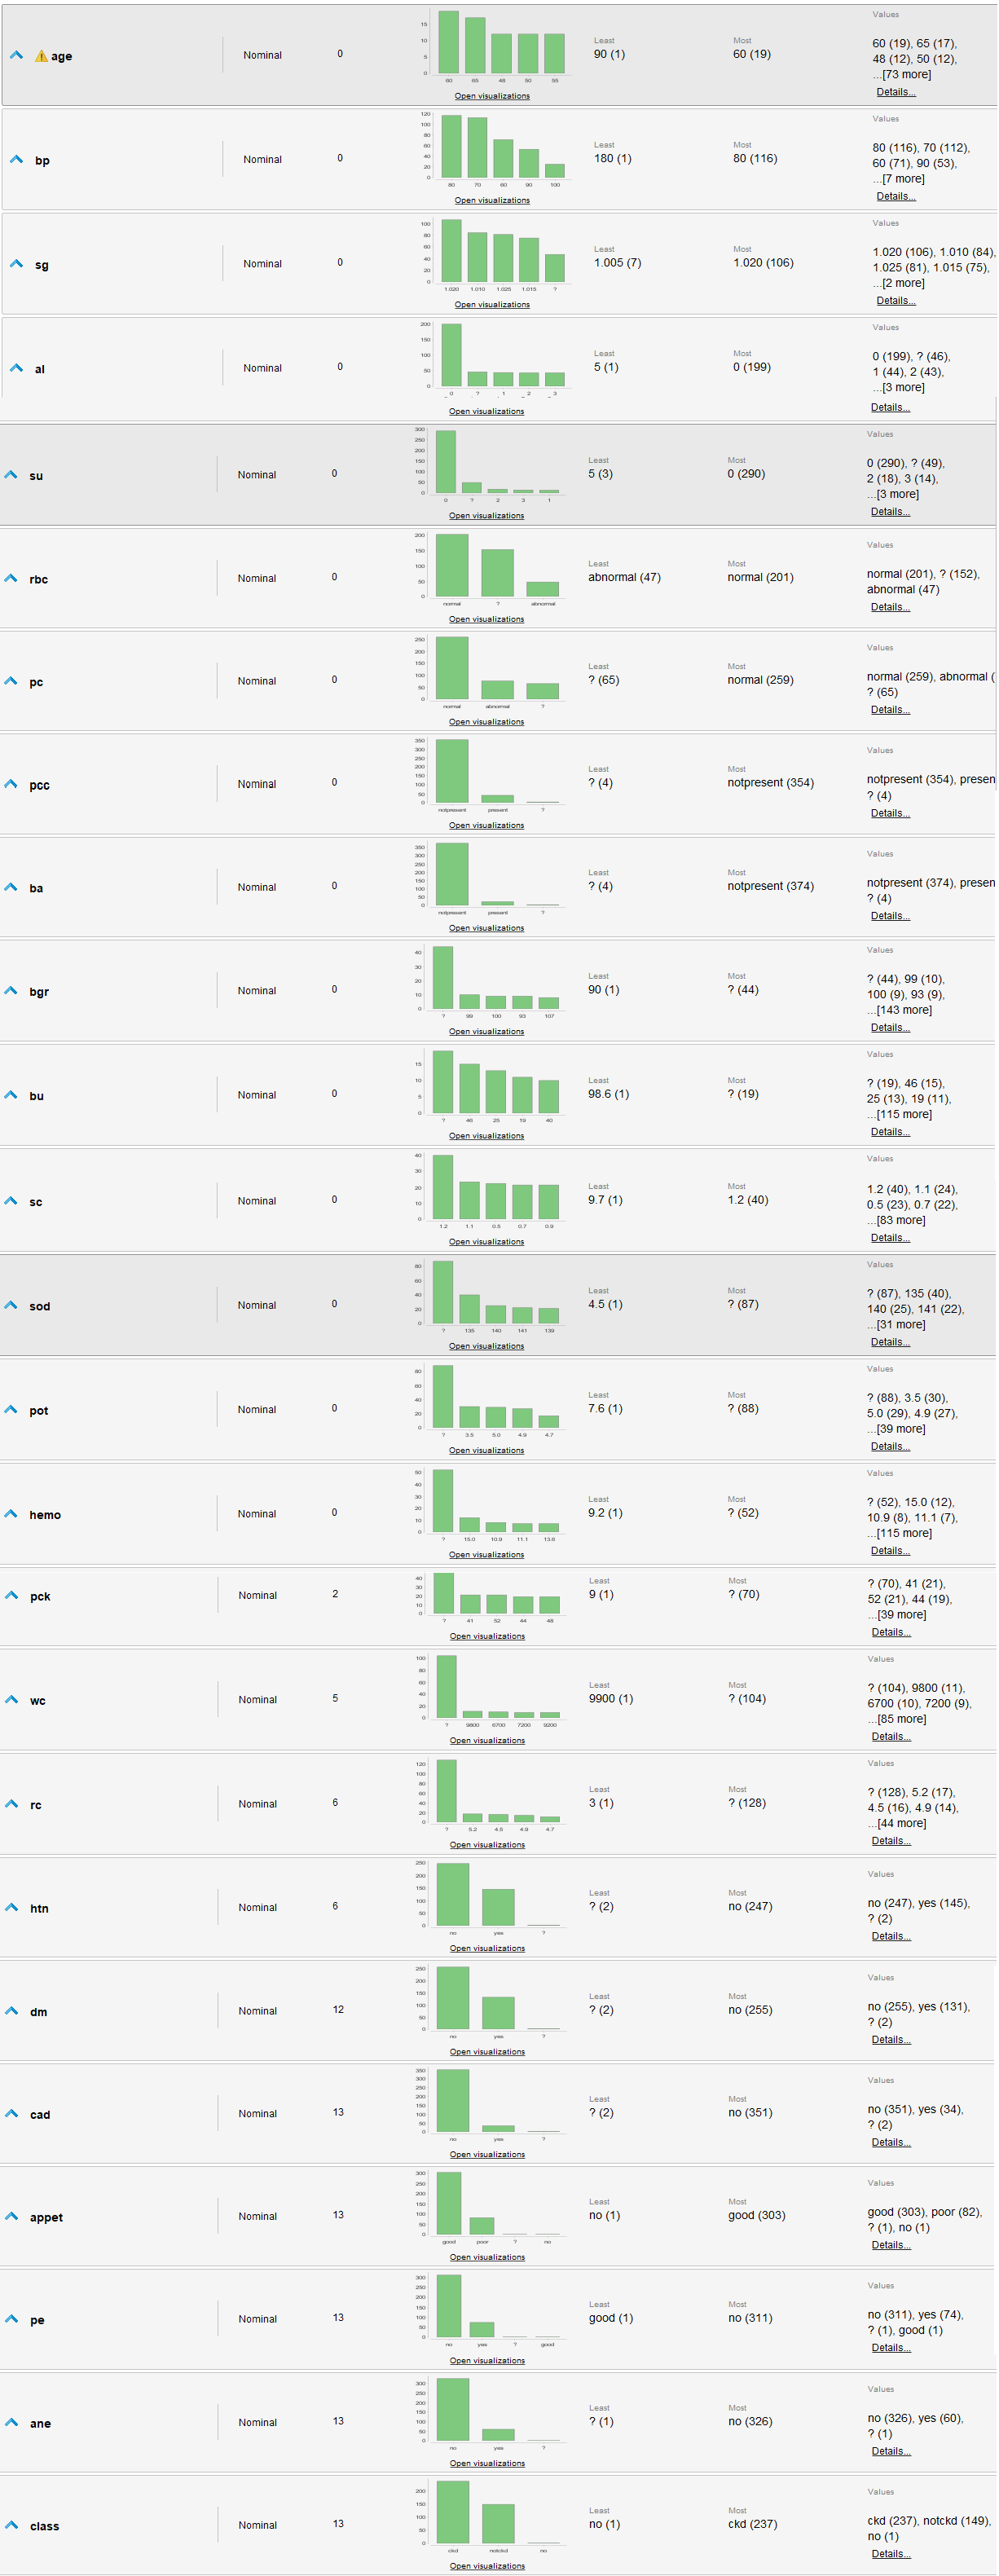 Values
age
Nominal
0
15
10
5
0
60 65 48 50 55
Open visualizations
Least
90 (1)
Most
60 (19)
60 (19), 65 (17),
48 (12), 50 (12),
...[73 more]
Details...
Values
bp
Nominal
0
120
100
80
60
40
20
0
80 70 60 90 100
Open visualizations
Least
180 (1)
Most
80 (116)
80 (116), 70 (112),
60 (71), 90 (53),
...[7 more]
Details...
Values
sg
Nominal
0
100
80
60
40
20
0
1.020 1.010 1.025 1.015 ?
Open visualizations
Least
1.005 (7)
Most
1.020 (106)
1.020 (106), 1.010 (84),
1.025 (81), 1.015 (75),
...[2 more]
Details...
Values
al
Nominal
0
200
150
100
50
0
0 ? 1 2 3
Open visualizations
Least
5 (1)
Most
0 (199)
0 (199), ? (46),
1 (44), 2 (43),
...[3 more]
Details...
Values
su
Nominal
0
300
250
200
150
100
50
0
0 ? 2 3 1
Open visualizations
Least
5 (3)
Most
0 (290)
0 (290), ? (49),
2 (18), 3 (14),
...[3 more]
Details...
Values
rbc
Nominal
0
200
150
100
50
0
normal ? abnormal
Open visualizations
Least
abnormal (47)
Most
normal (201)
normal (201), ? (152),
abnormal (47)
Details...
Values
pc
Nominal
0
250
200
150
100
50
0
normal abnormal ?
Open visualizations
Least
? (65)
Most
normal (259)
normal (259), abnormal (
? (65)
Details...
Values
pcc
Nominal
0
350
300
250
200
150
100
50
0
notpresent present ?
Open visualizations
Least
? (4)
Most
notpresent (354)
notpresent (354), presen
? (4)
Details...
Values
ba
Nominal
0
350
300
250
200
150
100
50
0
notpresent present ?
Open visualizations
Least
? (4)
Most
notpresent (374)
notpresent (374), presen
? (4)
Details...
Values
bgr
Nominal
0
40
30
20
10
0
? 99 100 93 107
Open visualizations
Least
90 (1)
Most
? (44)
? (44), 99 (10),
100 (9), 93 (9),
...[143 more]
Details...
Values
bu
Nominal
0
15
10
5
0
? 46 25 19 40
Open visualizations
Least
98.6 (1)
Most
? (19)
? (19), 46 (15),
25 (13), 19 (11),
...[115 more]
Details...
Values
sc
Nominal
0
40
30
20
10
0
1.2 1.1 0.5 0.7 0.9
Open visualizations
Least
9.7 (1)
Most
1.2 (40)
1.2 (40), 1.1 (24),
0.5 (23), 0.7 (22),
...[83 more]
Details...
Values
sod
Nominal
0
80
60
40
20
0
? 135 140 141 139
Open visualizations
Least
4.5 (1)
Most
? (87)
? (87), 135 (40),
140 (25), 141 (22),
...[31 more]
Details...
Values
pot
Nominal
0
80
60
40
20
0
? 3.5 5.0 4.9 4.7
Open visualizations
Least
7.6 (1)
Most
? (88)
? (88), 3.5 (30),
5.0 (29), 4.9 (27),
...[39 more]
Details...
Values
hemo
Nominal
0
50
40
30
20
10
0
? 15.0 10.9 11.1 13.6
Open visualizations
Least
9.2 (1)
Most
? (52)
? (52), 15.0 (12),
10.9 (8), 11.1 (7),
...[115 more]
Details...
pck
Nominal
2
40
30
20
10
0
? 41 52 44 48
Open visualizations
Least
9 (1)
Most
? (70)
? (70), 41 (21),
52 (21), 44 (19),
...[39 more]
Details...
Values
wc
Nominal
5
100
80
60
40
20
0
? 9800 6700 7200 9200
Open visualizations
Least
9900 (1)
Most
? (104)
? (104), 9800 (11),
6700 (10), 7200 (9),
...[85 more]
Details...
Values
rc
Nominal
6
120
100
80
60
40
20
0
? 5.2 4.5 4.9 4.7
Open visualizations
Least
3 (1)
Most
? (128)
? (128), 5.2 (17),
4.5 (16), 4.9 (14),
...[44 more]
Details...
Values
htn
Nominal
6
250
200
150
100
50
0
no yes ?
Open visualizations
Least
? (2)
Most
no (247)
no (247), yes (145),
? (2)
Details...
Values
dm
Nominal
12
250
200
150
100
50
0
no yes ?
Open visualizations
Least
? (2)
Most
no (255)
no (255), yes (131),
? (2)
Details...
Values
cad
Nominal
13
350
300
250
200
150
100
50
0
no yes ?
Open visualizations
Least
? (2)
Most
no (351)
no (351), yes (34),
? (2)
Details...
Values
appet
Nominal
13
300
250
200
150
100
50
0
good poor ? no
Open visualizations
Least
no (1)
Most
good (303)
good (303), poor (82),
? (1), no (1)
Details...
Values
pe
Nominal
13
300
250
200
150
100
50
0
no yes ? good
Open visualizations
Least
good (1)
Most
no (311)
no (311), yes (74),
? (1), good (1)
Details...
Values
ane
Nominal
13
300
250
200
150
100
50
0
no yes ?
Open visualizations
Least
? (1)
Most
no (326)
no (326), yes (60),
? (1)
Details...
Values
class
Nominal
13
200
150
100
50
0
ckd notckd no
Open visualizations
Least
no (1)
Most
ckd (237)
ckd (237), notckd (149),
no (1)
Details...